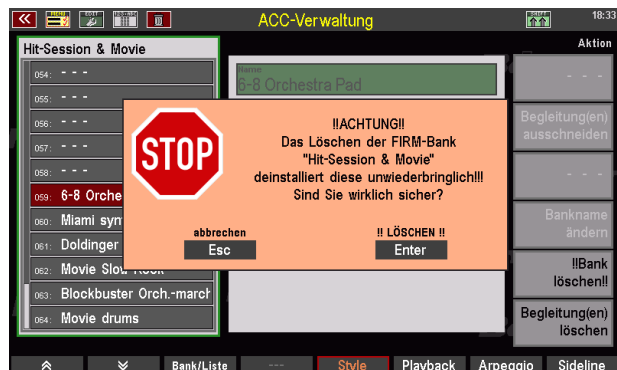 MENU
EDIT
ACC-Verwaltung
SHIFT
18:33
Hit-Session & Movie
Aktion
054: - - -
055: - - -
056: - - -
057: - - -
058: - - -
059: 6-8 Orche
060: Miami syn
061: Doldinger
062: Movie Slow Rock
063: Blockbuster Orch.-march
064: Movie drums
Name
6-8 Orchestra Pad
STOP
!!ACHTUNG!!
Das Löschen der FIRM-Bank
"Hit-Session & Movie"
deinstalliert diese unwiederbringlich!!!
Sind Sie wirklich sicher?
abbrechen
!! LÖSCHEN !!
Esc
Enter
- - -
Begleitung(en)
ausschneiden
- - -
Bankname
ändern
!!Bank
löschen!!
Begleitung(en)
löschen
Bank/Liste
---
Style
Playback
Arpeggio
Sideline